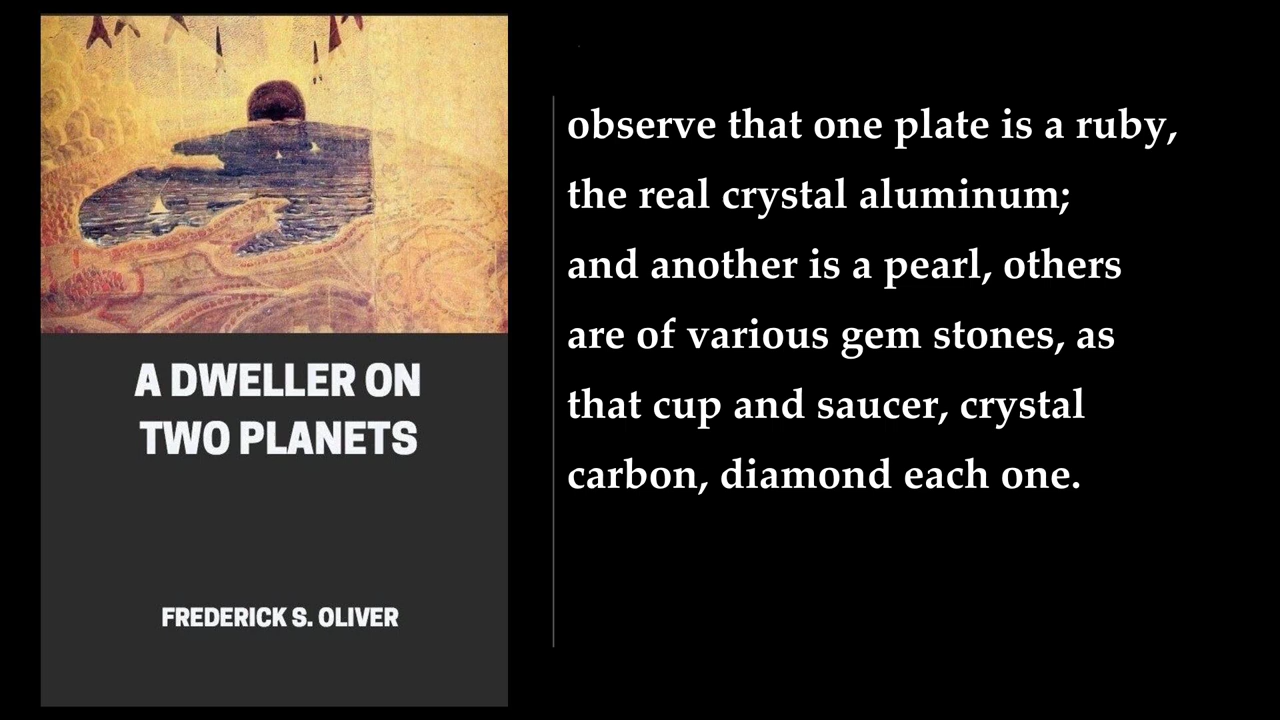 A DWELLER ON
TWO PLANETS
FREDERICK S. OLIVER
observe that one plate is a ruby,
the real crystal aluminum;
and another is a pearl, others
are of various gem stones, as
that cup and saucer, crystal
carbon, diamond each one.